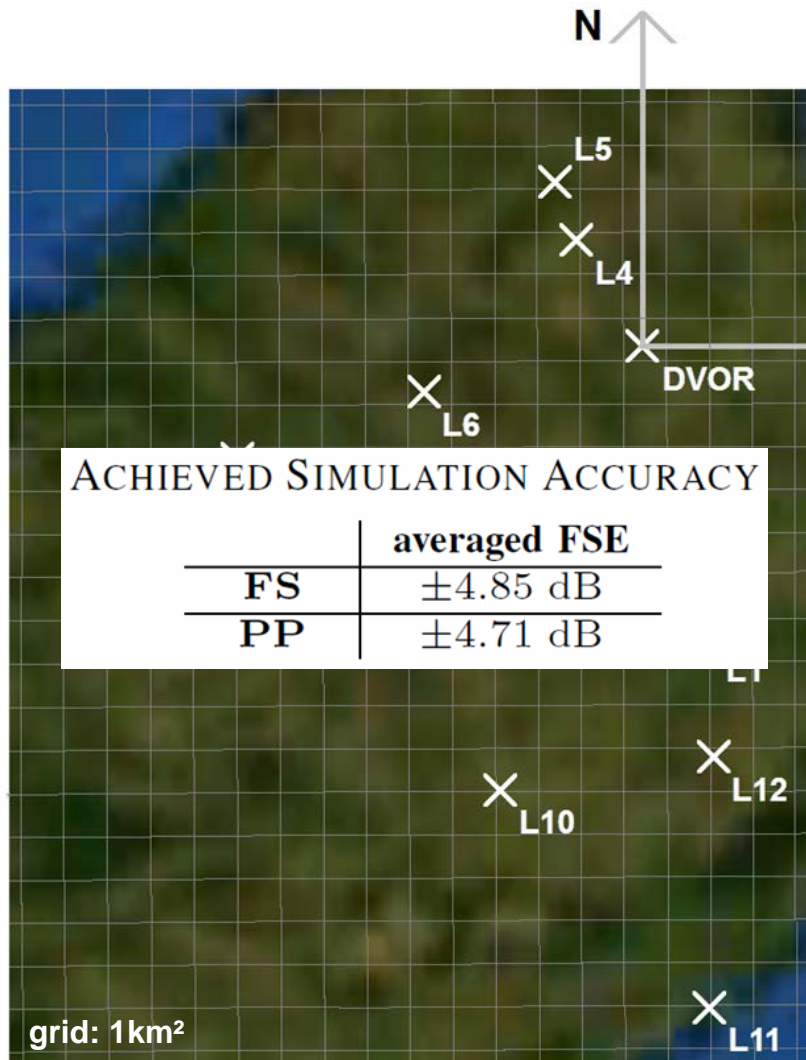 N
L5
L4
DVOR
L6
ACHIEVED SIMULATION ACCURACY
averaged FSE
FS ±4.85 dB
PP ±4.71 dB
L12
L10
grid: 1km²
L11